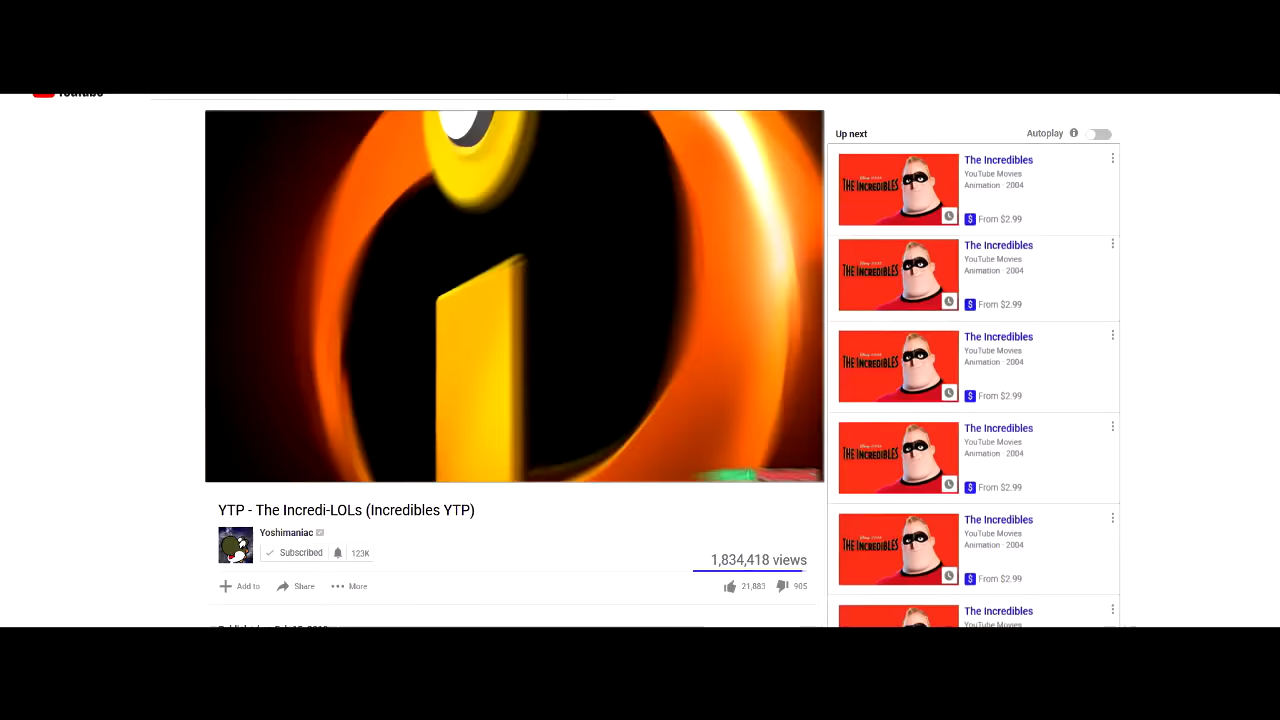 YouTube
Up next
Autoplay
The Incredibles
YouTube Movies
Animation · 2004
THE INCREDIBLES
$ From $2.99
The Incredibles
YouTube Movies
Animation · 2004
THE INCREDIBLES
$ From $2.99
The Incredibles
YouTube Movies
Animation · 2004
THE INCREDIBLES
$ From $2.99
The Incredibles
YouTube Movies
Animation · 2004
THE INCREDIBLES
$ From $2.99
YTP - The Incredi-LOLs (Incredibles YTP)
Yoshimaniac
Subscribed 123K
1,834,418 views
Add to Share More 21,883 905
The Incredibles
YouTube Movies
Animation · 2004
THE INCREDIBLES
$ From $2.99
The Incredibles
YouTube Movies